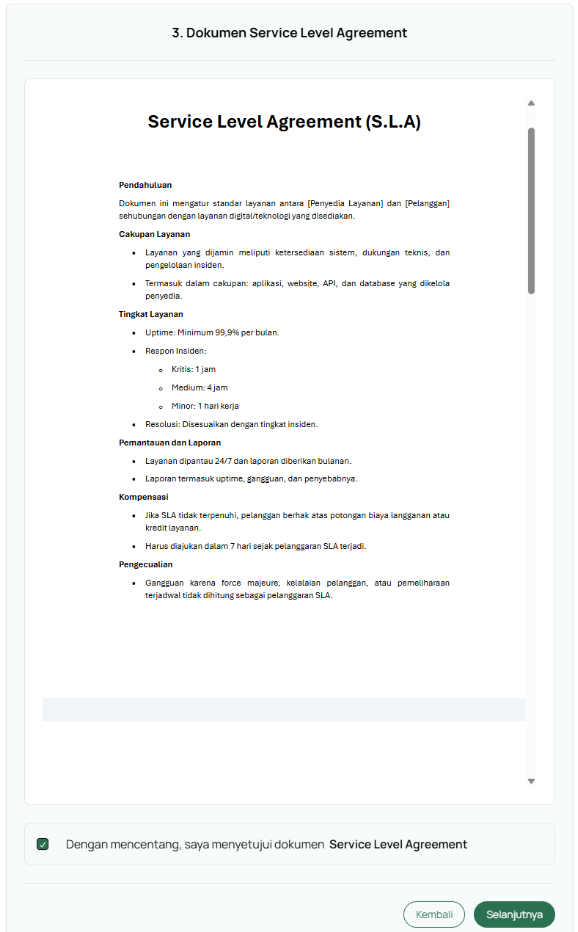 3. Dokumen Service Level Agreement
Service Level Agreement (S.L.A)
Pendahuluan
Dokumen ini mengatur standar layanan antara [Penyedia Layanan] dan [Pelanggan]
sehubungan dengan layanan digital/teknologi yang disediakan.
Cakupan Layanan
• Layanan yang dijamin meliputi ketersediaan sistem, dukungan teknis, dan
pengelolaan insiden.
• Termasuk dalam cakupan: aplikasi, website, API, dan database yang dikelola
penyedia.
Tingkat Layanan
• Uptime: Minimum 99,9% per bulan.
• Respon Insiden:
o Kritis: 1 jam
o Medium: 4 jam
o Minor: 1 hari kerja
• Resolusi: Disesuaikan dengan tingkat insiden.
Pemantauan dan Laporan
• Layanan dipantau 24/7 dan laporan diberikan bulanan.
• Laporan termasuk uptime, gangguan, dan penyebabnya.
Kompensasi
• Jika SLA tidak terpenuhi, pelanggan berhak atas potongan biaya langganan atau
kredit layanan.
• Harus diajukan dalam 7 hari sejak pelanggaran SLA terjadi.
Pengecualian
• Gangguan karena force majeure, kelalaian pelanggan, atau pemeliharaan
terjadwal tidak dihitung sebagai pelanggaran SLA.
Dengan mencentang, saya menyetujui dokumen Service Level Agreement
Kembali
Selanjutnya